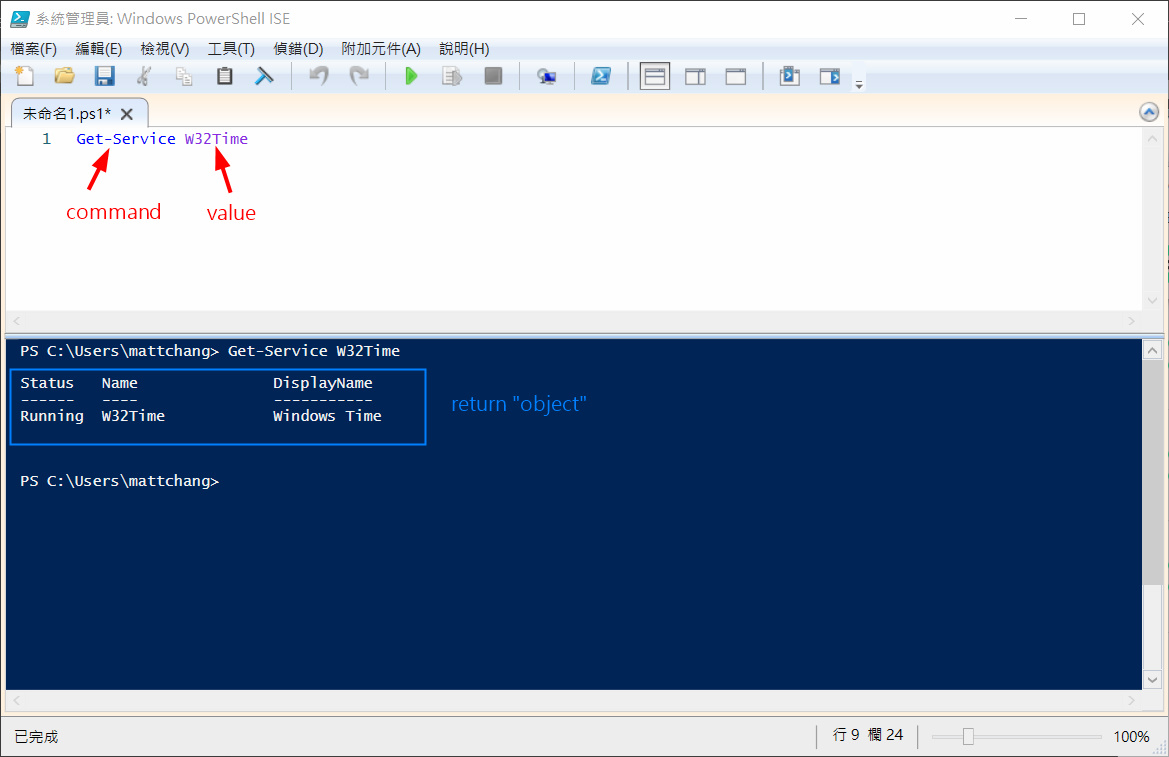 系統管理員: Windows PowerShell ISE
檔案(F) 編輯(E) 檢視(V) 工具(T) 偵錯(D) 附加元件(A) 說明(H)
未命名1.ps1*
1 Get-Service W32Time
command value
PS C:\Users\mattchang> Get-Service W32Time
Status Name DisplayName
------ ---- -----------
Running W32Time Windows Time
return "object"
PS C:\Users\mattchang>
已完成 行 9 欄 24 100%